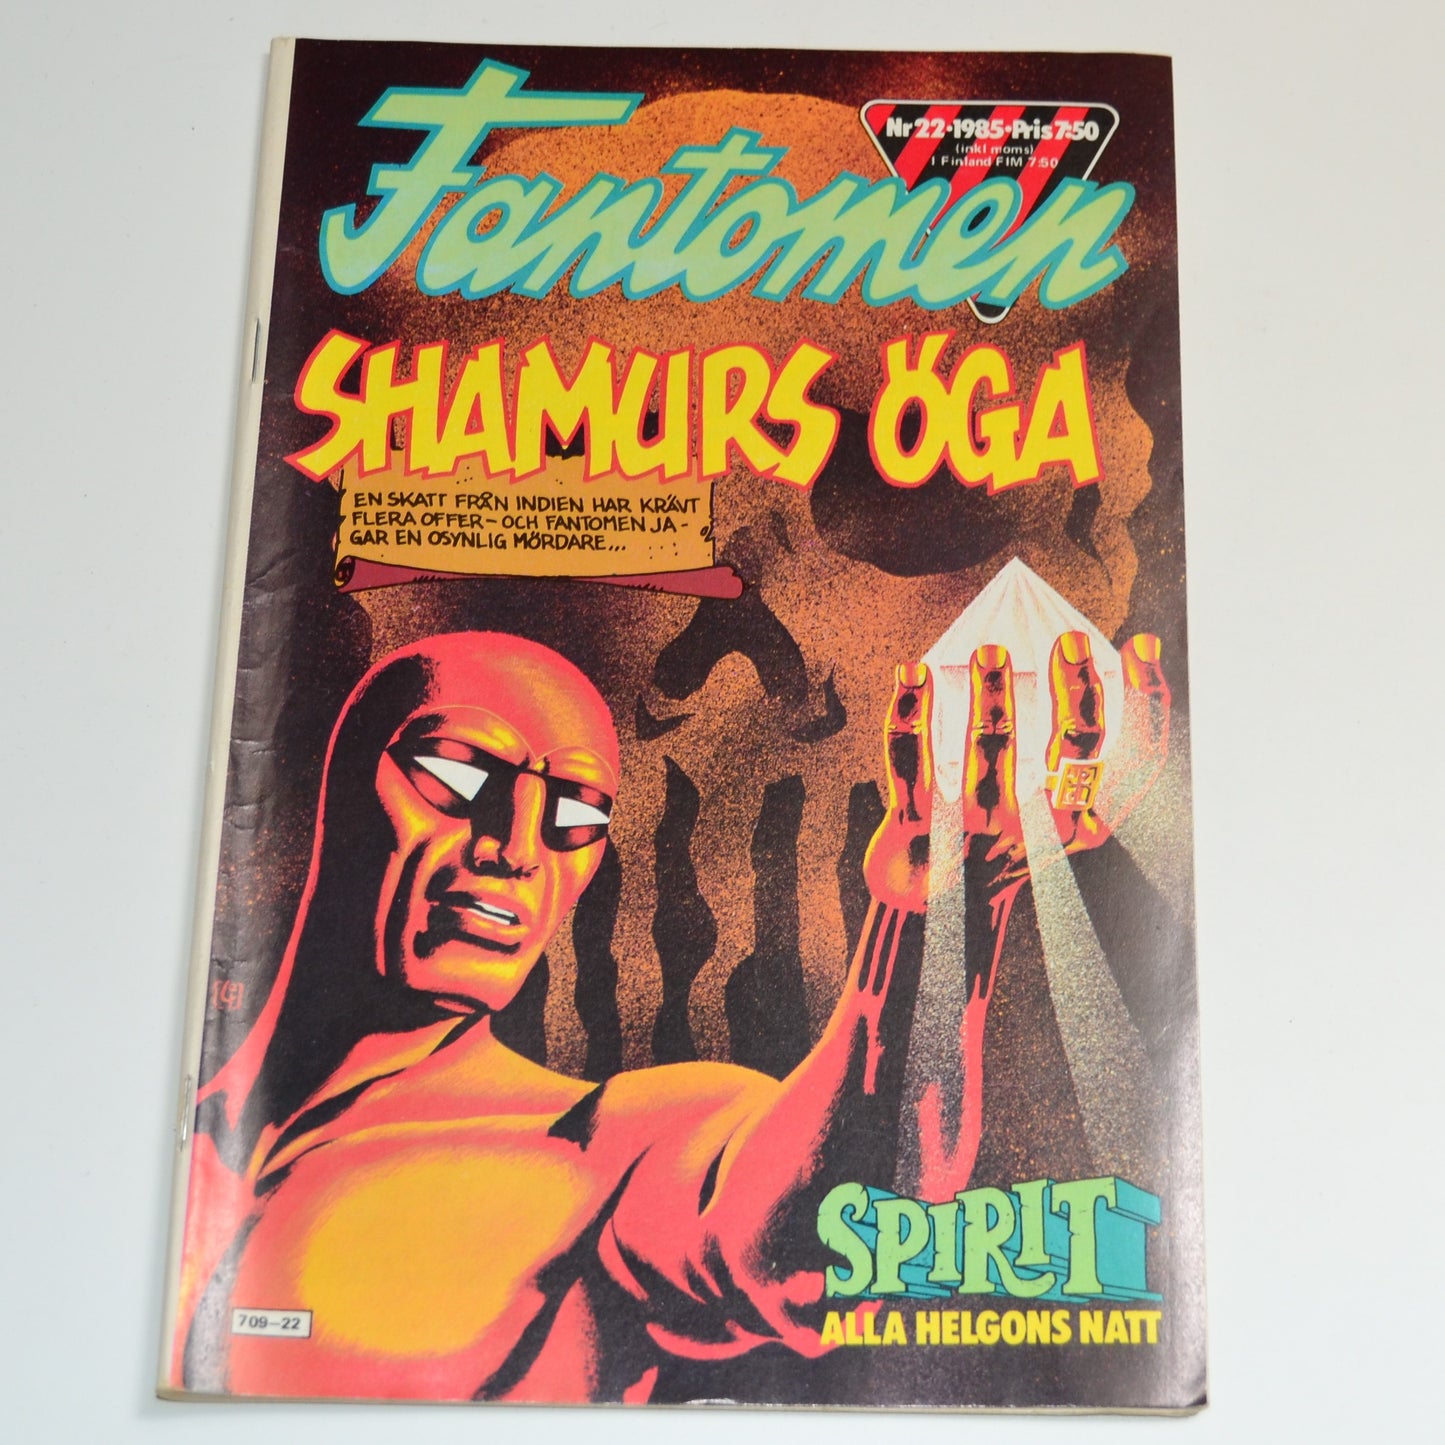 Fantomen
Nr 22•1985•Pris 7:50
(inkl moms)
I Finland FIM 7:50
SHAMURS ÖGA
EN SKATT FRÅN INDIEN HAR KRÄVT
FLERA OFFER – OCH FANTOMEN JA-
GAR EN OSYNLIG MÖRDARE...
SPIRIT
ALLA HELGONS NATT
709–22